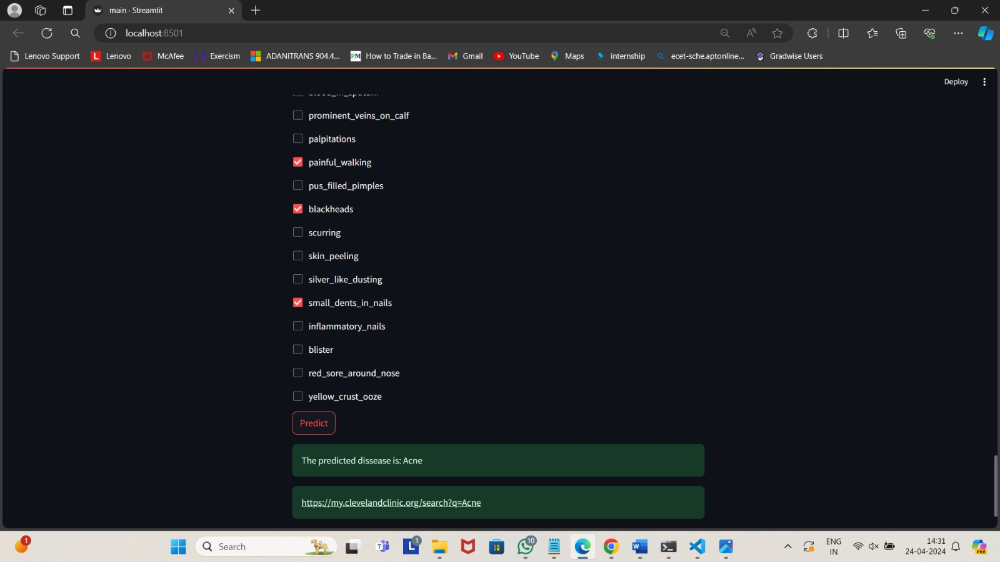 main · Streamlit
localhost:8501
Lenovo Support
L Lenovo
McAfee
Exercism
ADANITRANS 904.4...
PM How to Trade in Ba...
Gmail
YouTube
Maps
internship
ecet-sche.aptonline...
Gradwise Users
Deploy
prominent_veins_on_calf
palpitations
painful_walking
pus_filled_pimples
blackheads
scurring
skin_peeling
silver_like_dusting
small_dents_in_nails
inflammatory_nails
blister
red_sore_around_nose
yellow_crust_ooze
Predict
The predicted dissease is: Acne
https://my.clevelandclinic.org/search?q=Acne
1
Search
1
10
ENG
IN
14:31
24-04-2024
PRE